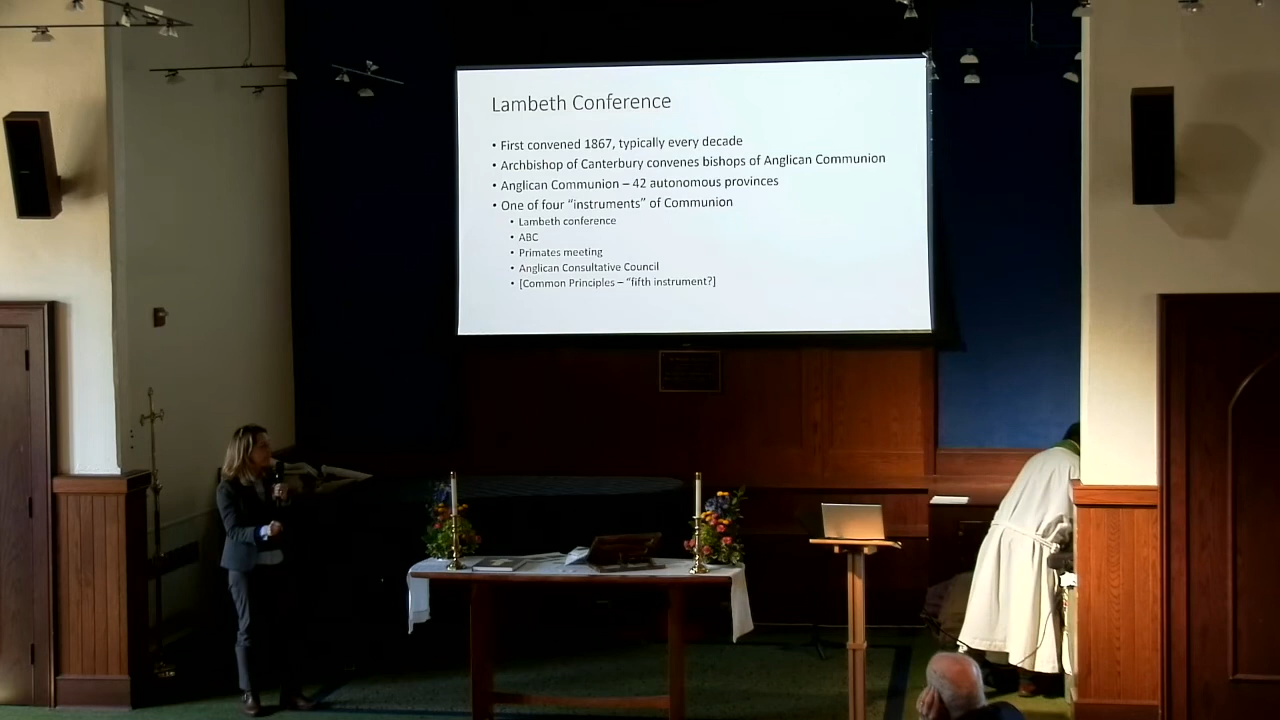 Lambeth Conference
• First convened 1867, typically every decade
• Archbishop of Canterbury convenes bishops of Anglican Communion
• Anglican Communion – 42 autonomous provinces
• One of four “instruments” of Communion
• Lambeth conference
• ABC
• Primates meeting
• Anglican Consultative Council
• [Common Principles – “fifth instrument?]